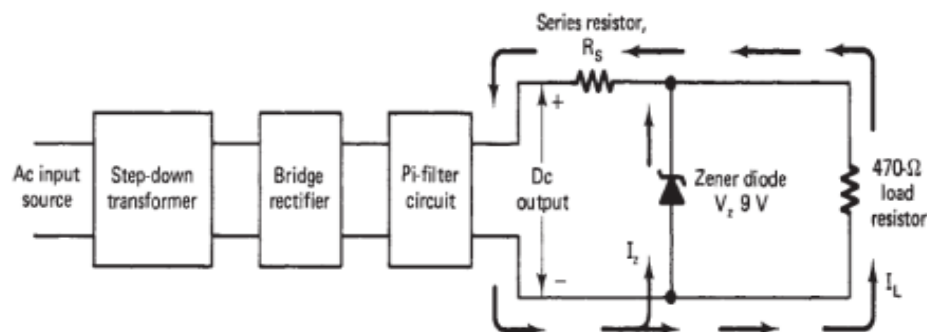 Series resistor,
R_S
Ac input
source
Step-down
transformer
Bridge
rectifier
Pi-filter
circuit
+
Dc
output
−
Zener diode
V_z 9 V
470-Ω
load
resistor
I_z
I_L